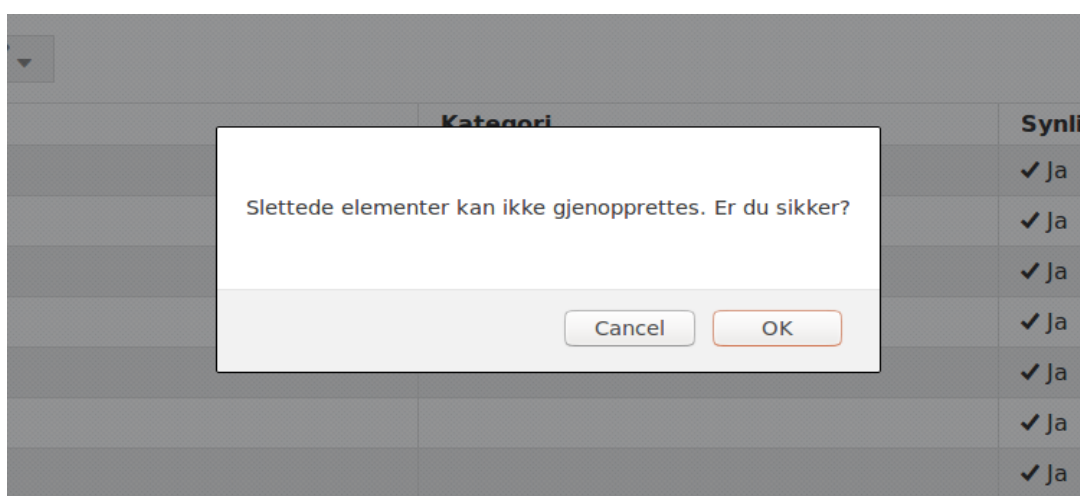 Kategori
Synli
Ja
Slettede elementer kan ikke gjenopprettes. Er du sikker?
Ja
Ja
Cancel
OK
Ja
Ja
Ja
Ja